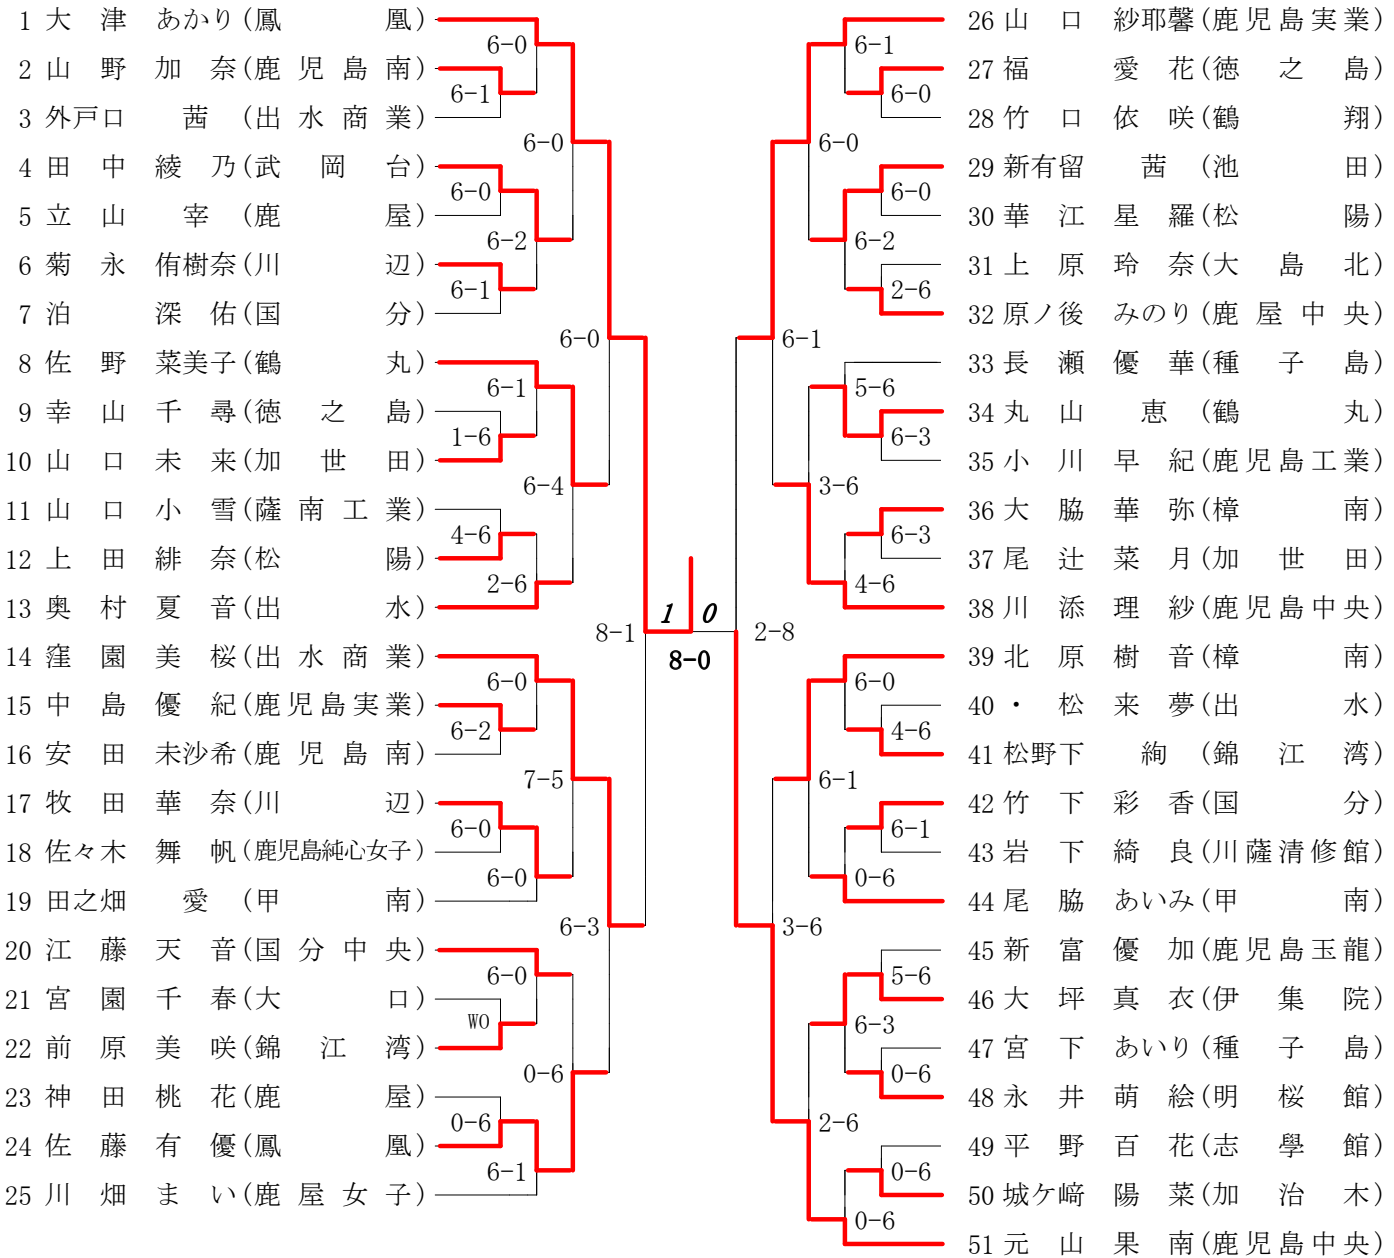 1 大津 あかり (鳳凰)
2 山野 加奈 (鹿児島南)
3 外戸口 茜 (出水商業)
4 田中 綾乃 (武岡台)
5 立山 宰 (鹿屋)
6 菊永 侑樹奈 (川辺)
7 泊 深佑 (国分)
8 佐野 菜美子 (鶴丸)
9 幸山 千尋 (徳之島)
10 山口 未来 (加世田)
11 山口 小雪 (薩南工業)
12 上田 緋奈 (松陽)
13 奥村 夏音 (出水)
14 窪園 美桜 (出水商業)
15 中島 優紀 (鹿児島実業)
16 安田 未沙希 (鹿児島南)
17 牧田 華奈 (川辺)
18 佐々木 舞帆 (鹿児島純心女子)
19 田之畑 愛 (甲南)
20 江藤 天音 (国分中央)
21 宮園 千春 (大口)
22 前原 美咲 (錦江湾)
23 神田 桃花 (鹿屋)
24 佐藤 有優 (鳳凰)
25 川畑 まい (鹿屋女子)
6-0
6-1
6-0
6-0
6-2
6-1
6-0
6-1
1-6
6-4
4-6
2-6
8-1
6-0
6-2
7-5
6-0
6-0
6-3
6-0
WO
0-6
0-6
6-1
1 0
8-0
6-1
6-0
6-0
6-0
6-2
2-6
6-1
5-6
6-3
3-6
6-3
4-6
2-8
6-0
4-6
6-1
6-1
0-6
3-6
5-6
6-3
0-6
2-6
0-6
0-6
26 山口 紗耶馨 (鹿児島実業)
27 福 愛花 (徳之島)
28 竹口 依咲 (鶴翔)
29 新有留 茜 (池田)
30 華江 星羅 (松陽)
31 上原 玲奈 (大島北)
32 原ノ後 みのり (鹿屋中央)
33 長瀬 優華 (種子島)
34 丸山 恵 (鶴丸)
35 小川 早紀 (鹿児島工業)
36 大脇 華弥 (樟南)
37 尾辻 菜月 (加世田)
38 川添 理紗 (鹿児島中央)
39 北原 樹音 (樟南)
40 ・松 来夢 (出水)
41 松野下 絢 (錦江湾)
42 竹下 彩香 (国分)
43 岩下 綺良 (川薩清修館)
44 尾脇 あいみ (甲南)
45 新富 優加 (鹿児島玉龍)
46 大坪 真衣 (伊集院)
47 宮下 あいり (種子島)
48 永井 萌絵 (明桜館)
49 平野 百花 (志學館)
50 城ケ﨑 陽菜 (加治木)
51 元山 果南 (鹿児島中央)